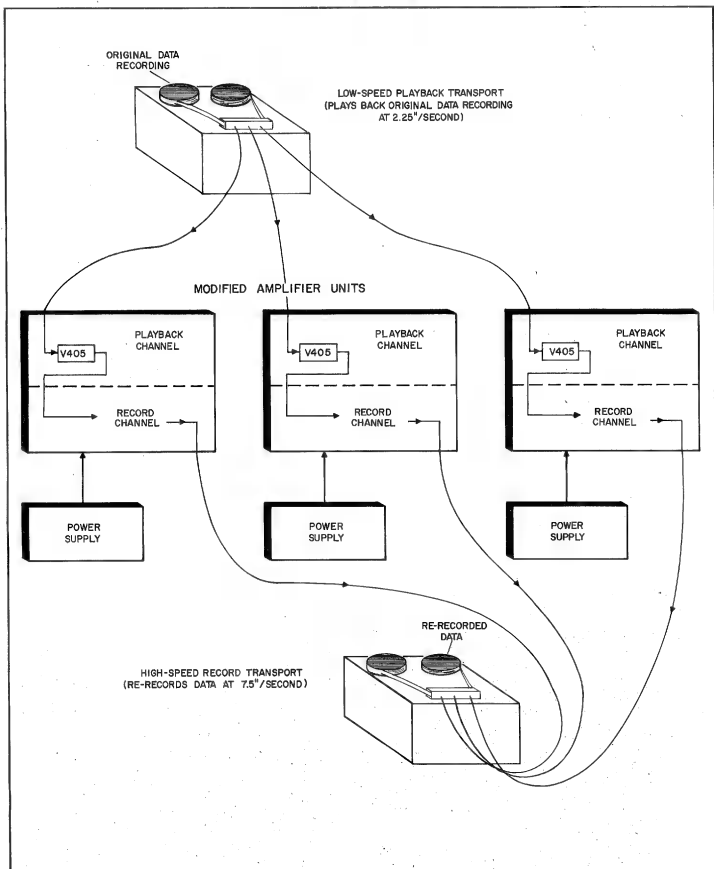 ORIGINAL DATA
RECORDING
LOW-SPEED PLAYBACK TRANSPORT
(PLAYS BACK ORIGINAL DATA RECORDING
AT 2.25"/SECOND)
MODIFIED AMPLIFIER UNITS
PLAYBACK
CHANNEL
V405
RECORD
CHANNEL
PLAYBACK
CHANNEL
V405
RECORD
CHANNEL
PLAYBACK
CHANNEL
V405
RECORD
CHANNEL
POWER
SUPPLY
POWER
SUPPLY
POWER
SUPPLY
RE-RECORDED
DATA
HIGH-SPEED RECORD TRANSPORT
(RE-RECORDS DATA AT 7.5"/SECOND)